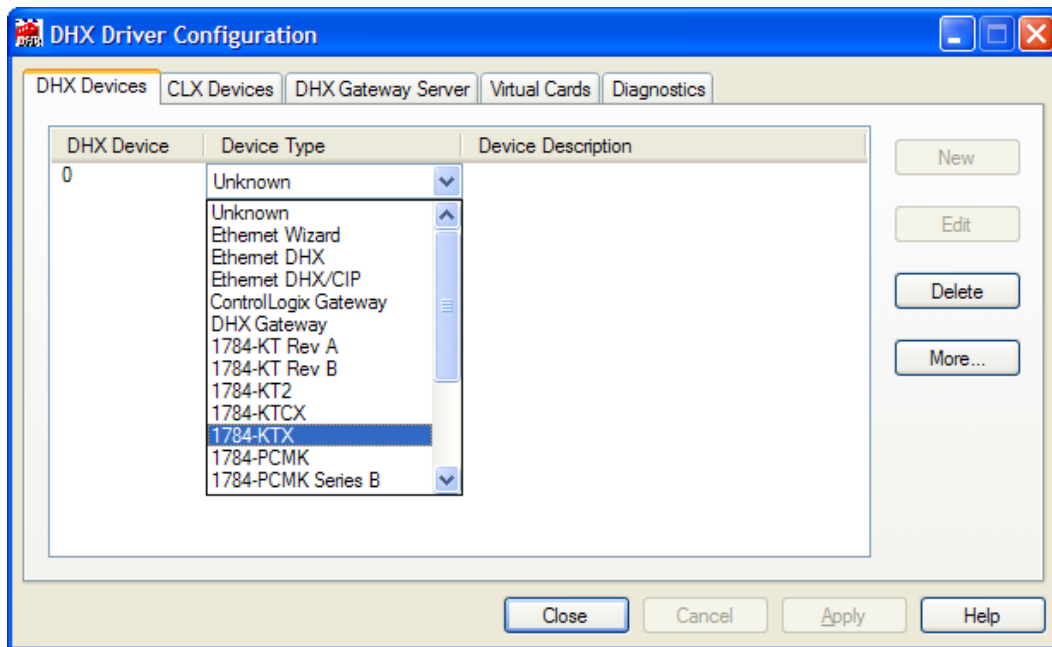 DHX Driver Configuration
DHX Devices CLX Devices DHX Gateway Server Virtual Cards Diagnostics
DHX Device Device Type Device Description
New
0
Unknown
Unknown
Ethernet Wizard
Edit
Ethernet DHX
Ethernet DHX/CIP
Delete
ControlLogix Gateway
DHX Gateway
1784-KT Rev A
More...
1784-KT Rev B
1784-KT2
1784-KTCX
1784-KTX
1784-PCMK
1784-PCMK Series B
Close Cancel Apply Help